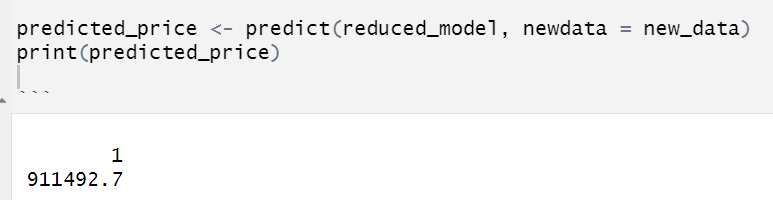 predicted_price <- predict(reduced_model, newdata = new_data)
print(predicted_price)
```
1
911492.7